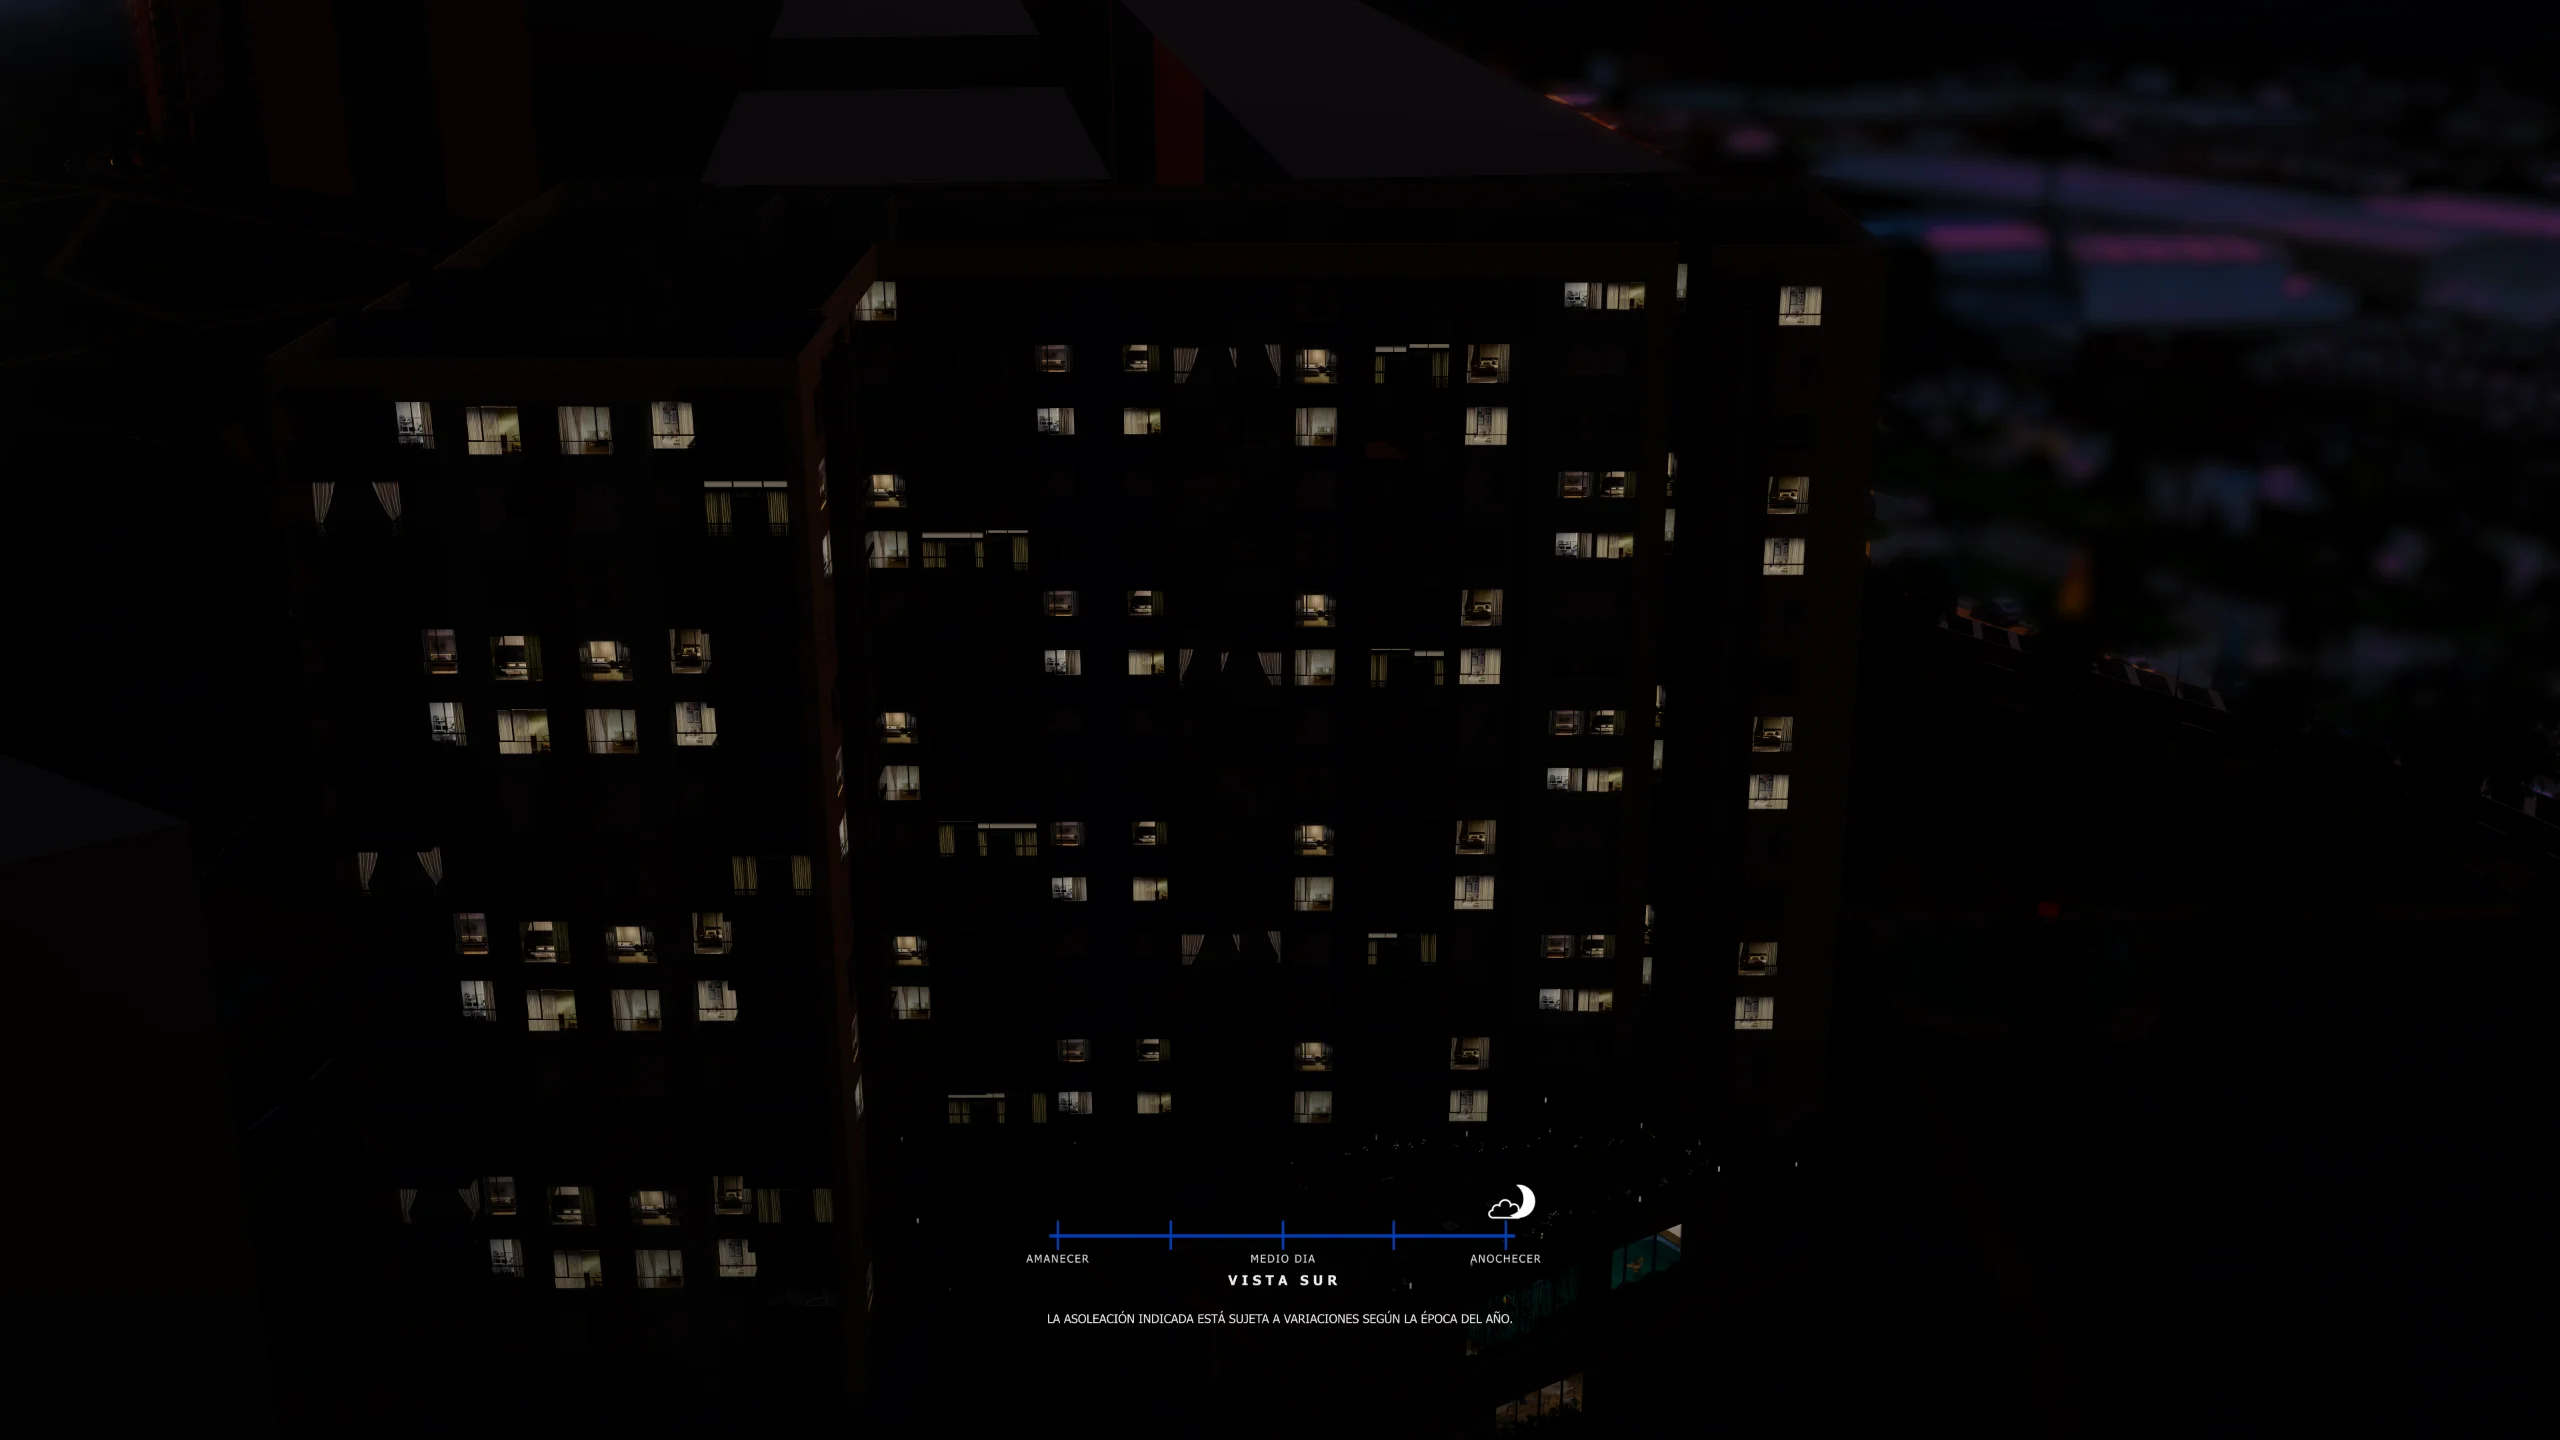 AMANECER MEDIO DIA ANOCHECER
VISTA SUR
LA ASOLEACIÓN INDICADA ESTÁ SUJETA A VARIACIONES SEGÚN LA ÉPOCA DEL AÑO.